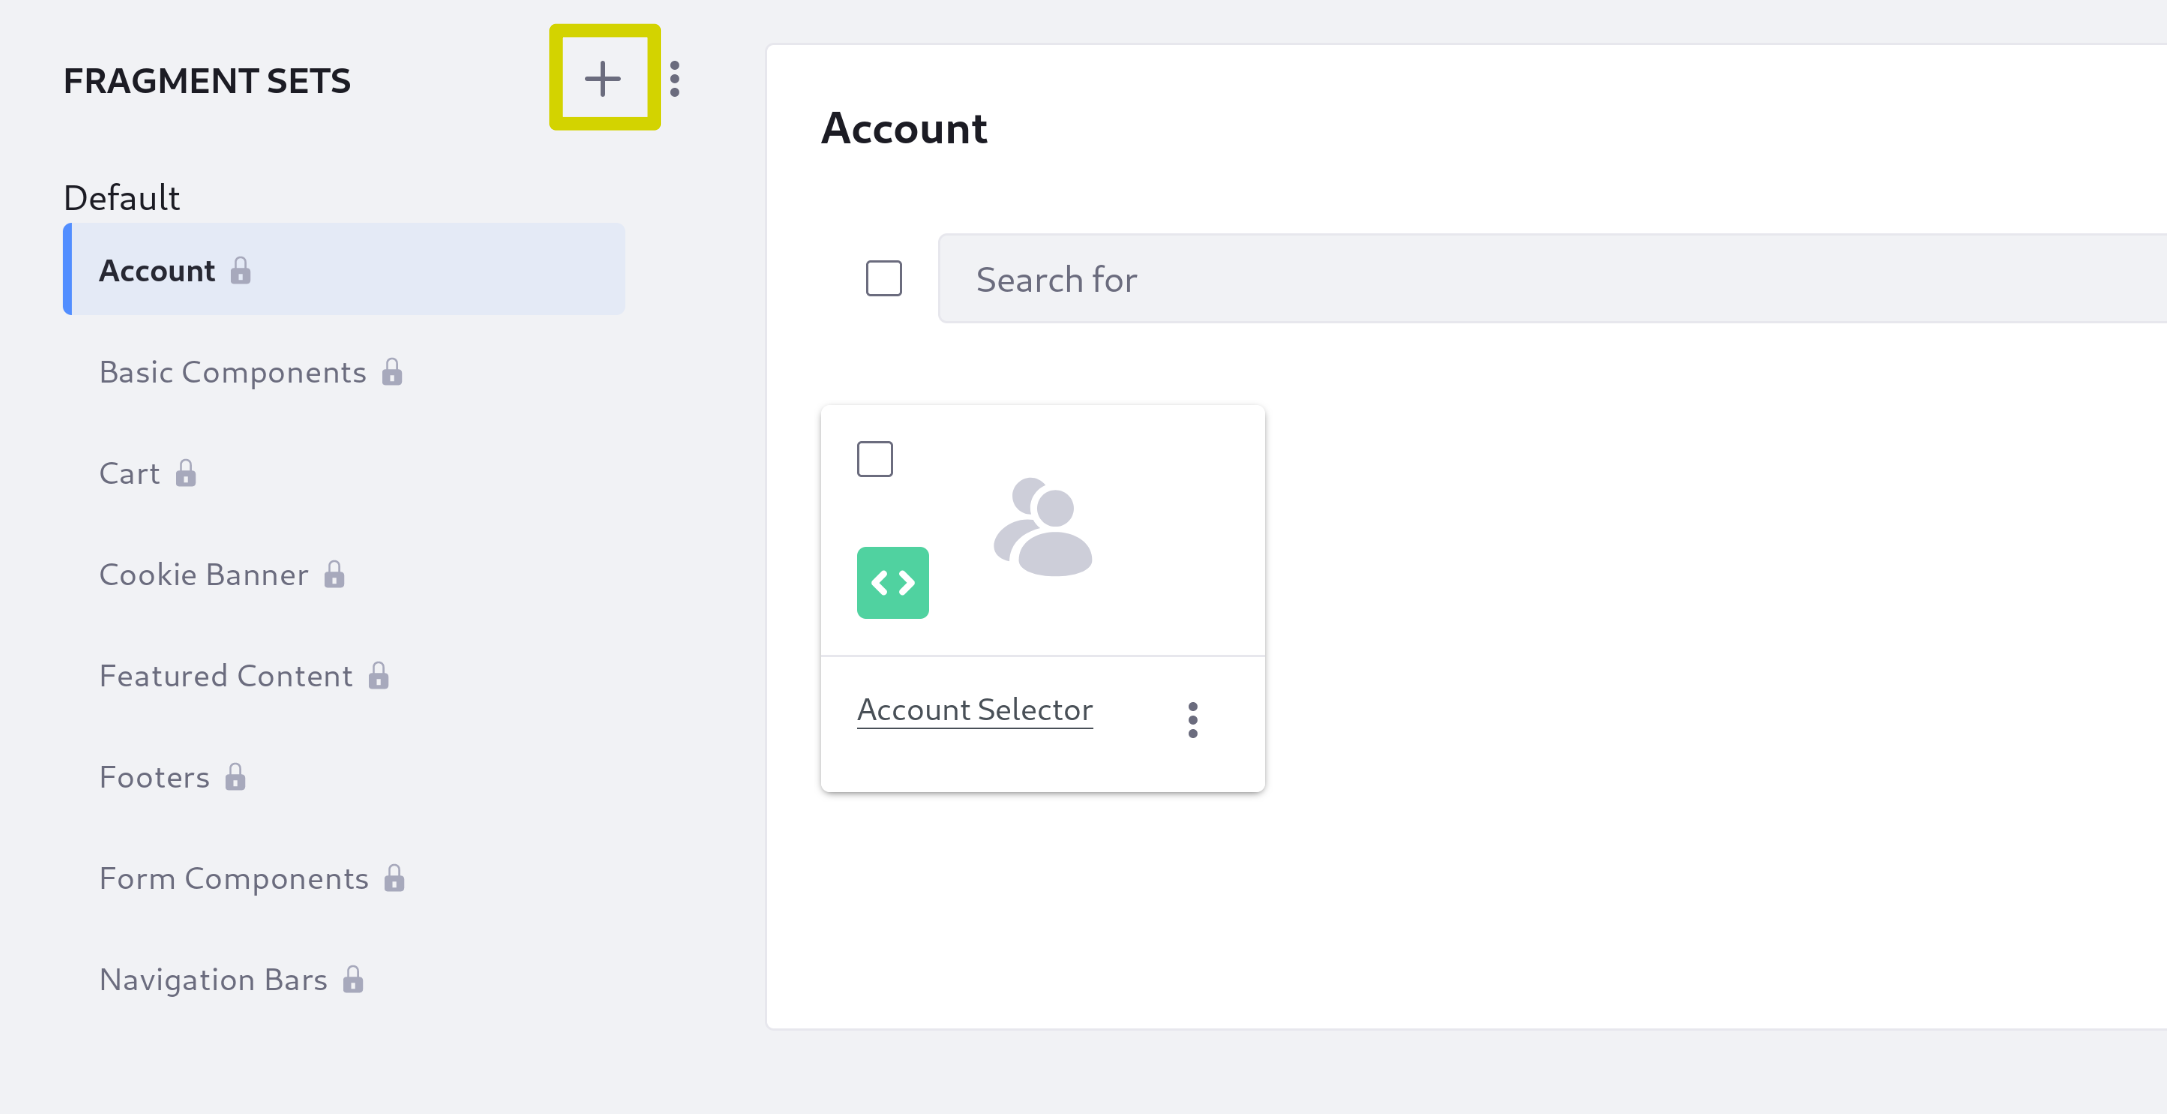 FRAGMENT SETS
Default
Account
Basic Components
Cart
Cookie Banner
Featured Content
Footers
Form Components
Navigation Bars
Account
Search for
Account Selector